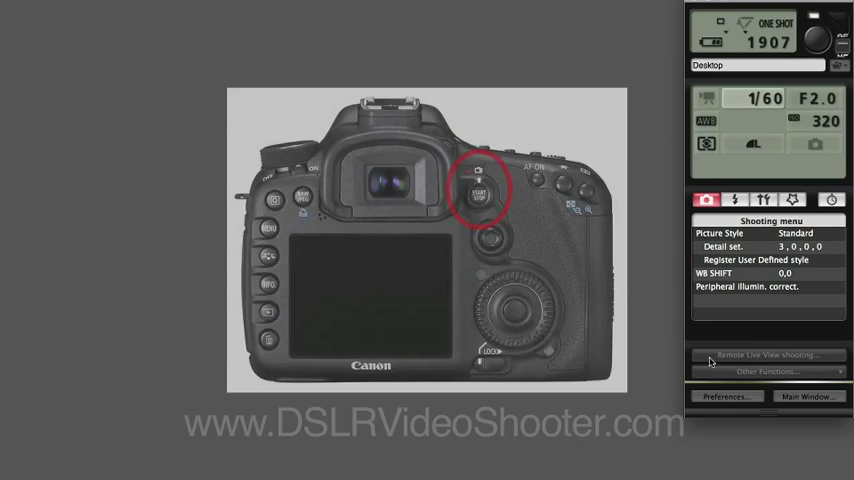 ONE SHOT
1907
Desktop
1/60 F2.0
AWB ISO 320
Shooting menu
Picture Style Standard
Detail set. 3 , 0 , 0 , 0
Register User Defined style
WB SHIFT 0,0
Peripheral illumin. correct.
Remote Live View shooting...
Other Functions...
Preferences... Main Window...
OFF ON
RAW
JPEG
START
STOP
AF-ON
MENU
INFO.
LOCK
Canon
www.DSLRVideoShooter.com